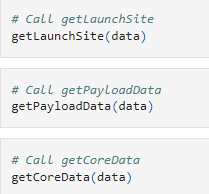 # Call getLaunchSite
getLaunchSite(data)
# Call getPayloadData
getPayloadData(data)
# Call getCoreData
getCoreData(data)